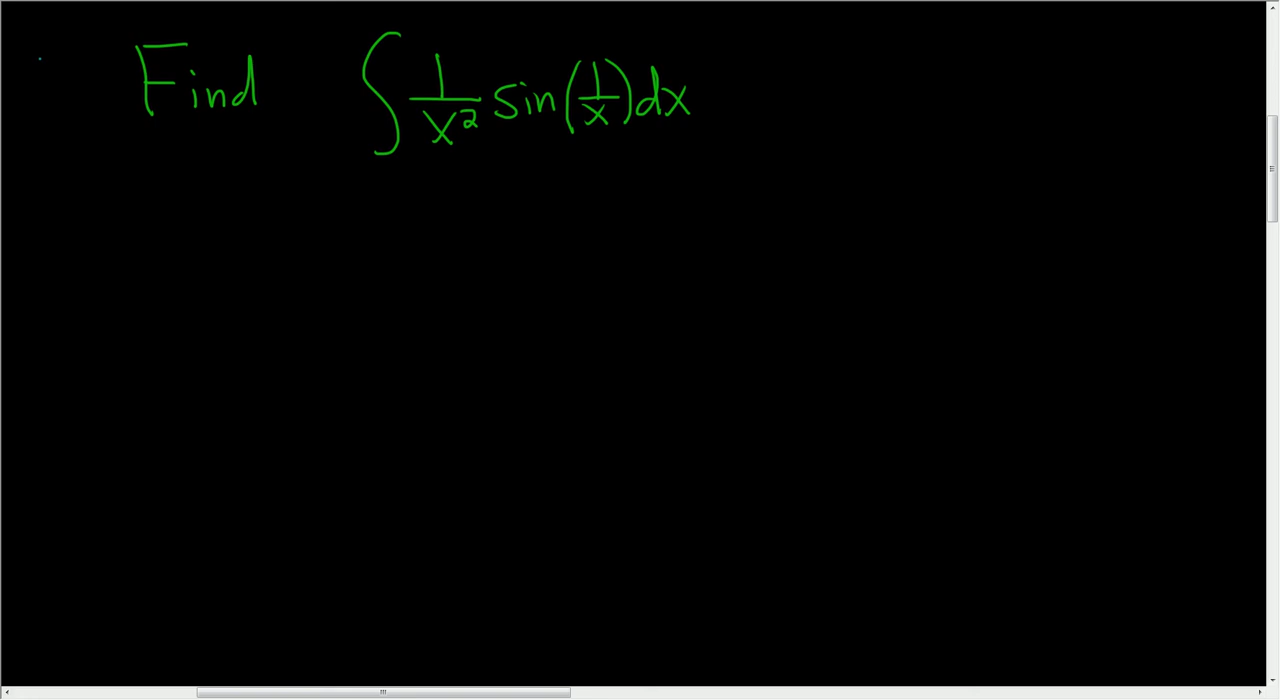 Find ∫ 1/x² sin(1/x) dx